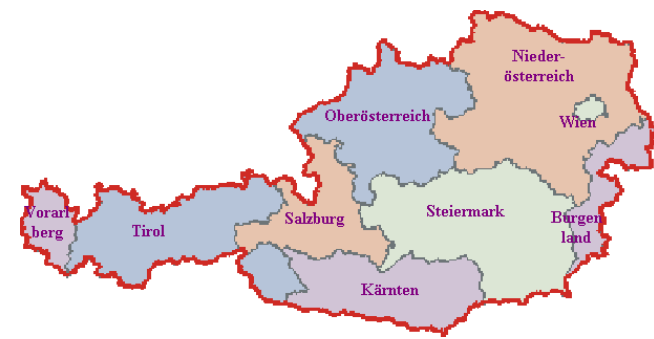 Nieder-
österreich
Oberösterreich
Wien
Vorarl
berg
Tirol
Salzburg
Steiermark
Burgen
land
Kärnten